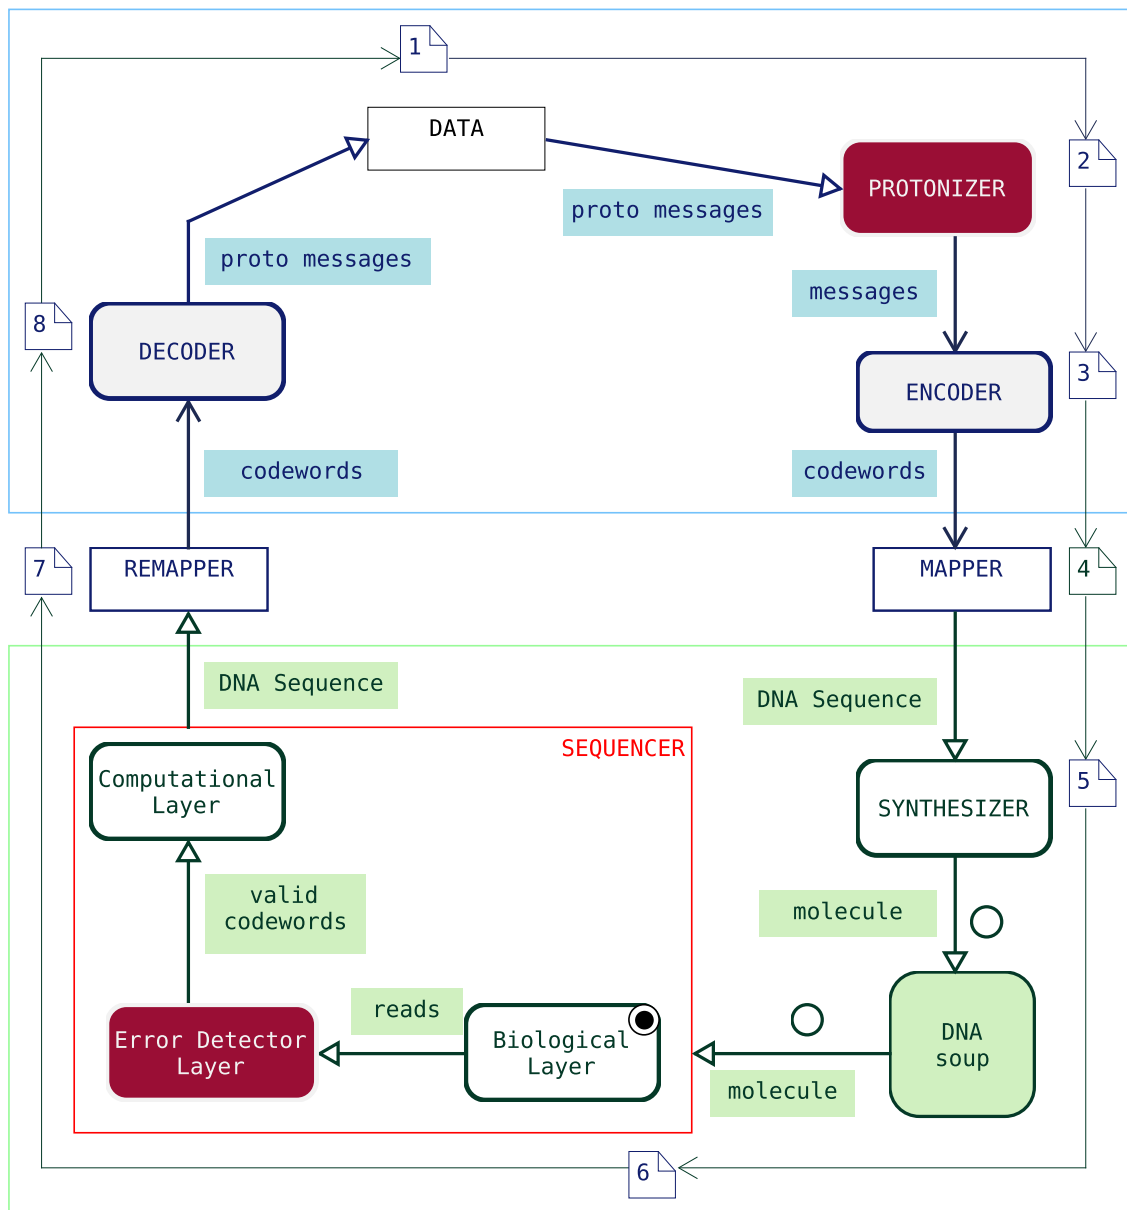 1
DATA
2
PROTONIZER
proto messages
proto messages
messages
8
DECODER
3
ENCODER
codewords
codewords
7
REMAPPER
MAPPER
4
DNA Sequence
DNA Sequence
SEQUENCER
Computational
Layer
5
SYNTHESIZER
valid
codewords
molecule
reads
Error Detector
Layer
Biological
Layer
DNA
soup
molecule
6